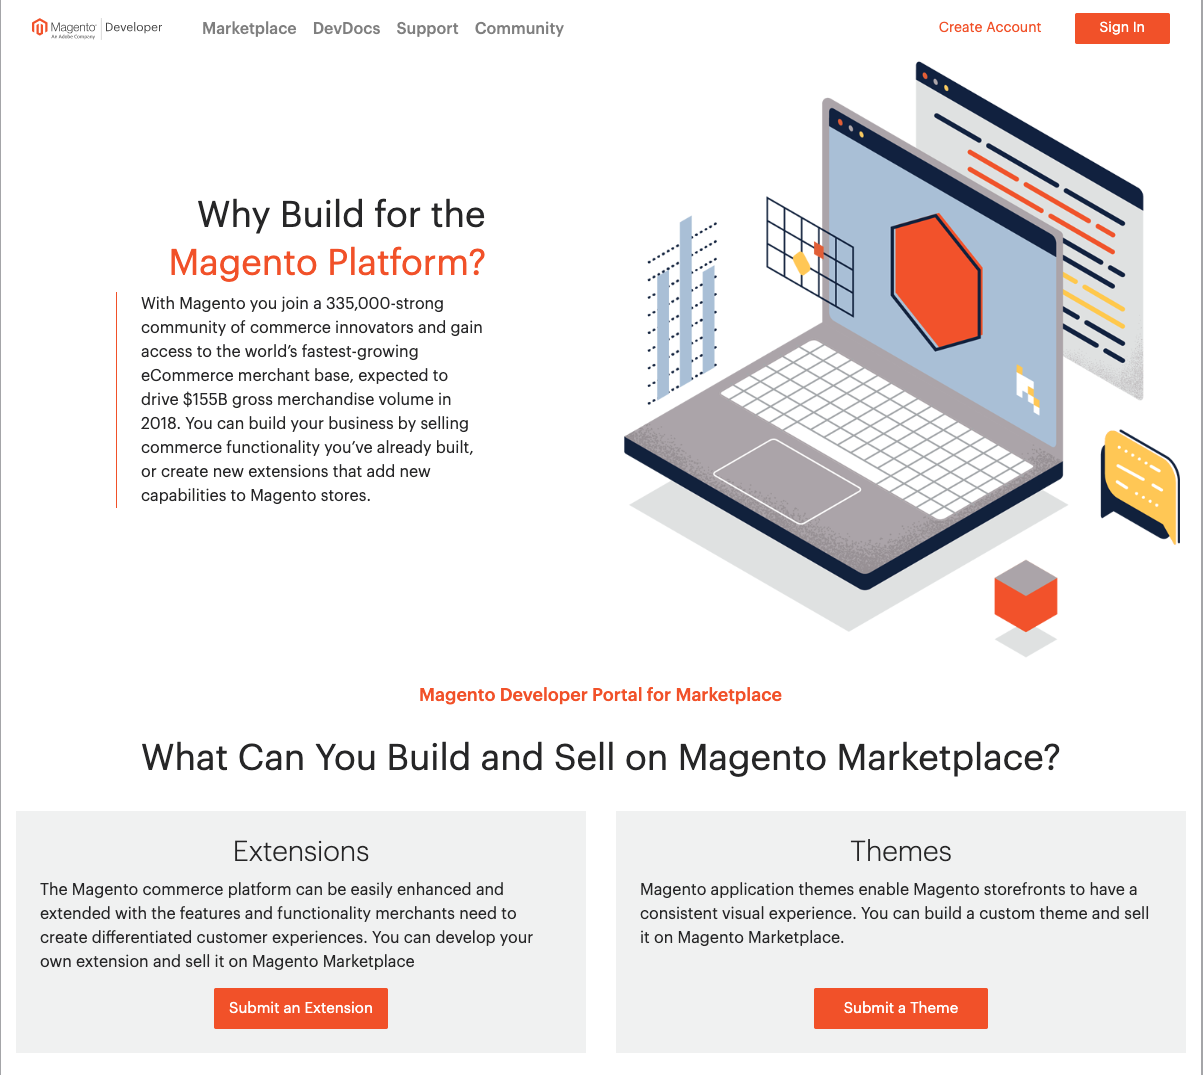 Magento Developer
An Adobe Company
Marketplace DevDocs Support Community
Create Account
Sign In
Why Build for the
Magento Platform?
With Magento you join a 335,000-strong
community of commerce innovators and gain
access to the world’s fastest-growing
eCommerce merchant base, expected to
drive $155B gross merchandise volume in
2018. You can build your business by selling
commerce functionality you’ve already built,
or create new extensions that add new
capabilities to Magento stores.
Magento Developer Portal for Marketplace
What Can You Build and Sell on Magento Marketplace?
Extensions
The Magento commerce platform can be easily enhanced and
extended with the features and functionality merchants need to
create differentiated customer experiences. You can develop your
own extension and sell it on Magento Marketplace
Submit an Extension
Themes
Magento application themes enable Magento storefronts to have a
consistent visual experience. You can build a custom theme and sell
it on Magento Marketplace.
Submit a Theme